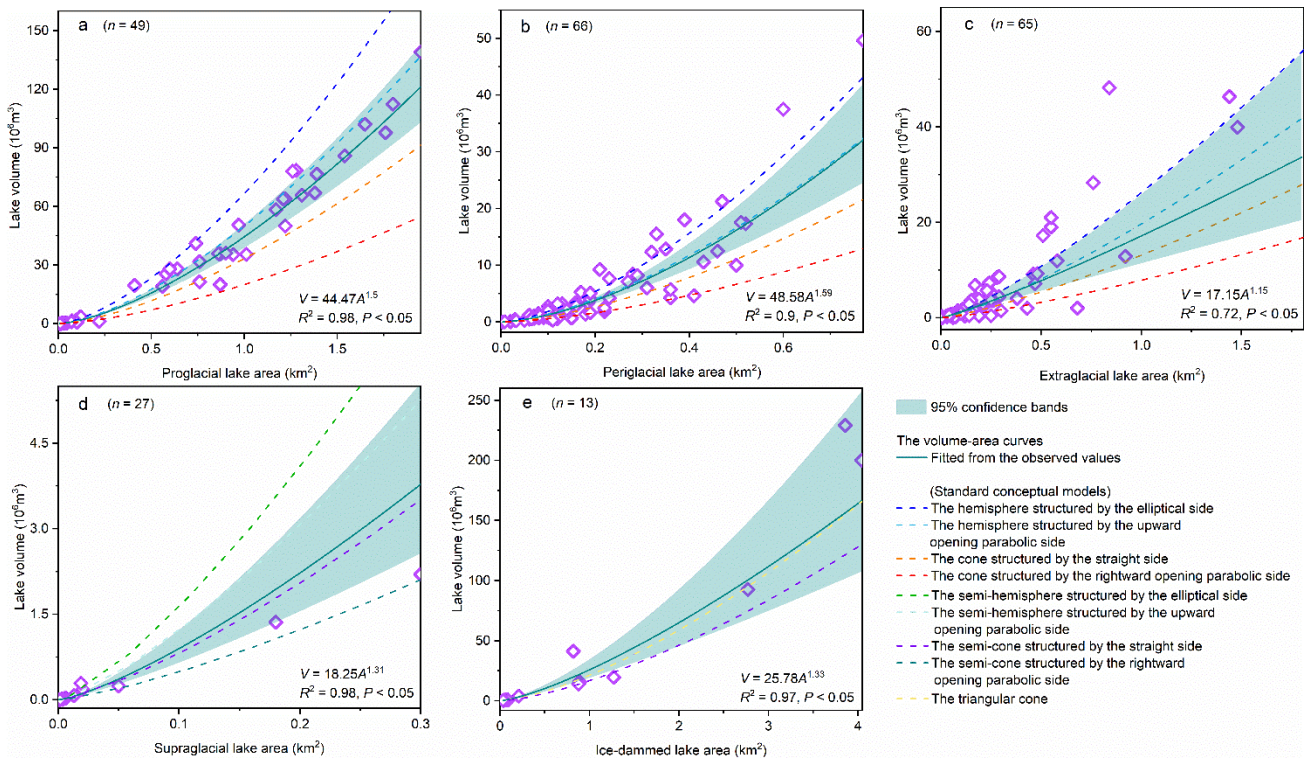 a (n = 49)
150
120
90
60
30
0
Lake volume (10⁶m³)
0.0 0.5 1.0 1.5
Proglacial lake area (km²)
V = 44.47A^1.5
R² = 0.98, P < 0.05
b (n = 66)
50
40
30
20
10
0
Lake volume (10⁶m³)
0.0 0.2 0.4 0.6
Periglacial lake area (km²)
V = 48.58A^1.59
R² = 0.9, P < 0.05
c (n = 65)
60
40
20
0
Lake volume (10⁶m³)
0.0 0.5 1.0 1.5
Extraglacial lake area (km²)
V = 17.15A^1.15
R² = 0.72, P < 0.05
d (n = 27)
4.5
3.0
1.5
0.0
Lake volume (10⁶m³)
0.0 0.1 0.2 0.3
Supraglacial lake area (km²)
V = 18.25A^1.31
R² = 0.98, P < 0.05
e (n = 13)
250
200
150
100
50
0
Lake volume (10⁶m³)
0 1 2 3 4
Ice-dammed lake area (km²)
V = 25.78A^1.33
R² = 0.97, P < 0.05
95% confidence bands
The volume-area curves
Fitted from the observed values
(Standard conceptual models)
The hemisphere structured by the elliptical side
The hemisphere structured by the upward
opening parabolic side
The cone structured by the straight side
The cone structured by the rightward opening parabolic side
The semi-hemisphere structured by the elliptical side
The semi-hemisphere structured by the upward
opening parabolic side
The semi-cone structured by the straight side
The semi-cone structured by the rightward
opening parabolic side
The triangular cone